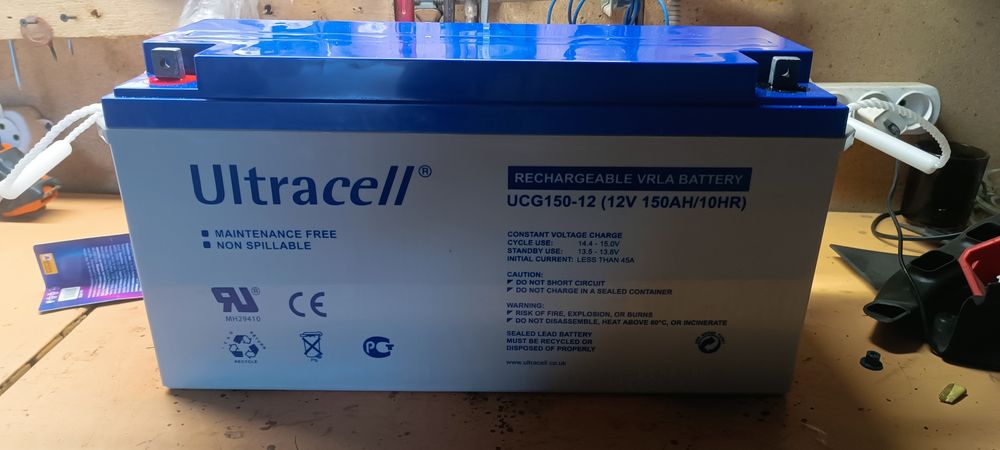 Ultracell®
MAINTENANCE FREE
NON SPILLABLE
MH29410
CE
RECYCLE
Pb
RECHARGEABLE VRLA BATTERY
UCG150-12 (12V 150AH/10HR)
CONSTANT VOLTAGE CHARGE
CYCLE USE: 14.4 - 15.0V
STANDBY USE: 13.5 - 13.8V
INITIAL CURRENT: LESS THAN 45A
CAUTION:
DO NOT SHORT CIRCUIT
DO NOT CHARGE IN A SEALED CONTAINER
WARNING:
RISK OF FIRE, EXPLOSION, OR BURNS
DO NOT DISASSEMBLE, HEAT ABOVE 60°C, OR INCINERATE
SEALED LEAD BATTERY
MUST BE RECYCLED OR
DISPOSED OF PROPERLY
www.ultracell.co.uk